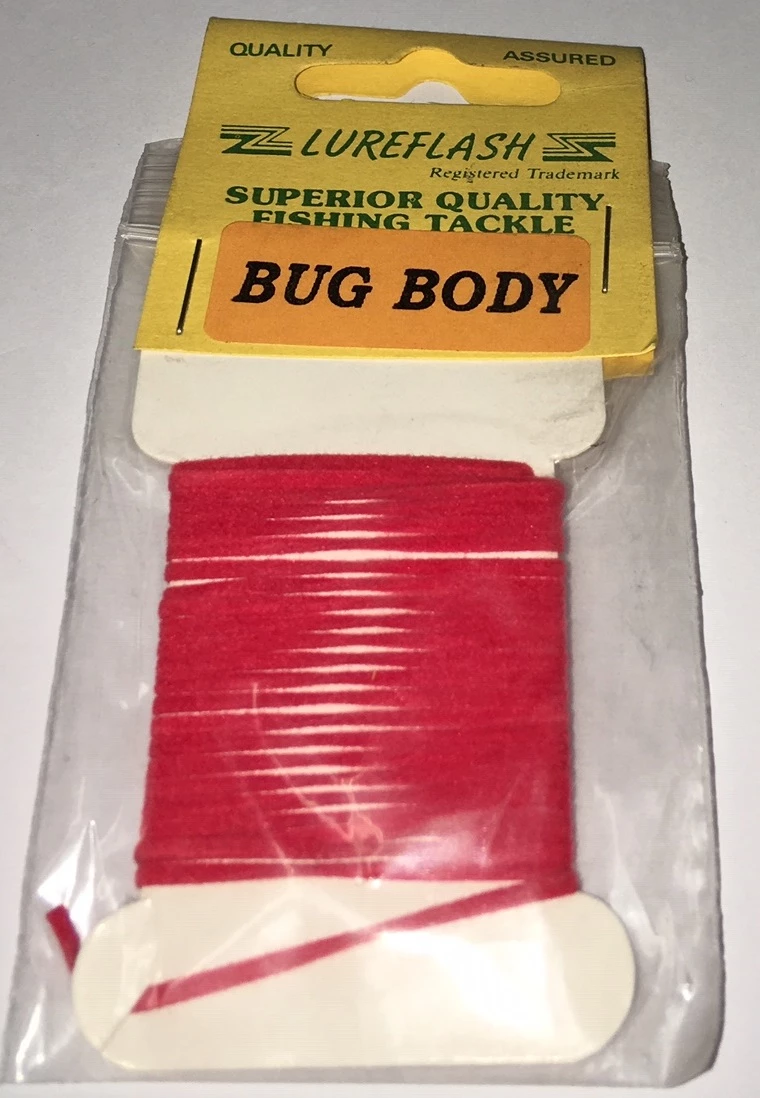 QUALITY ASSURED
LUREFLASH
Registered Trademark
SUPERIOR QUALITY
FISHING TACKLE
BUG BODY